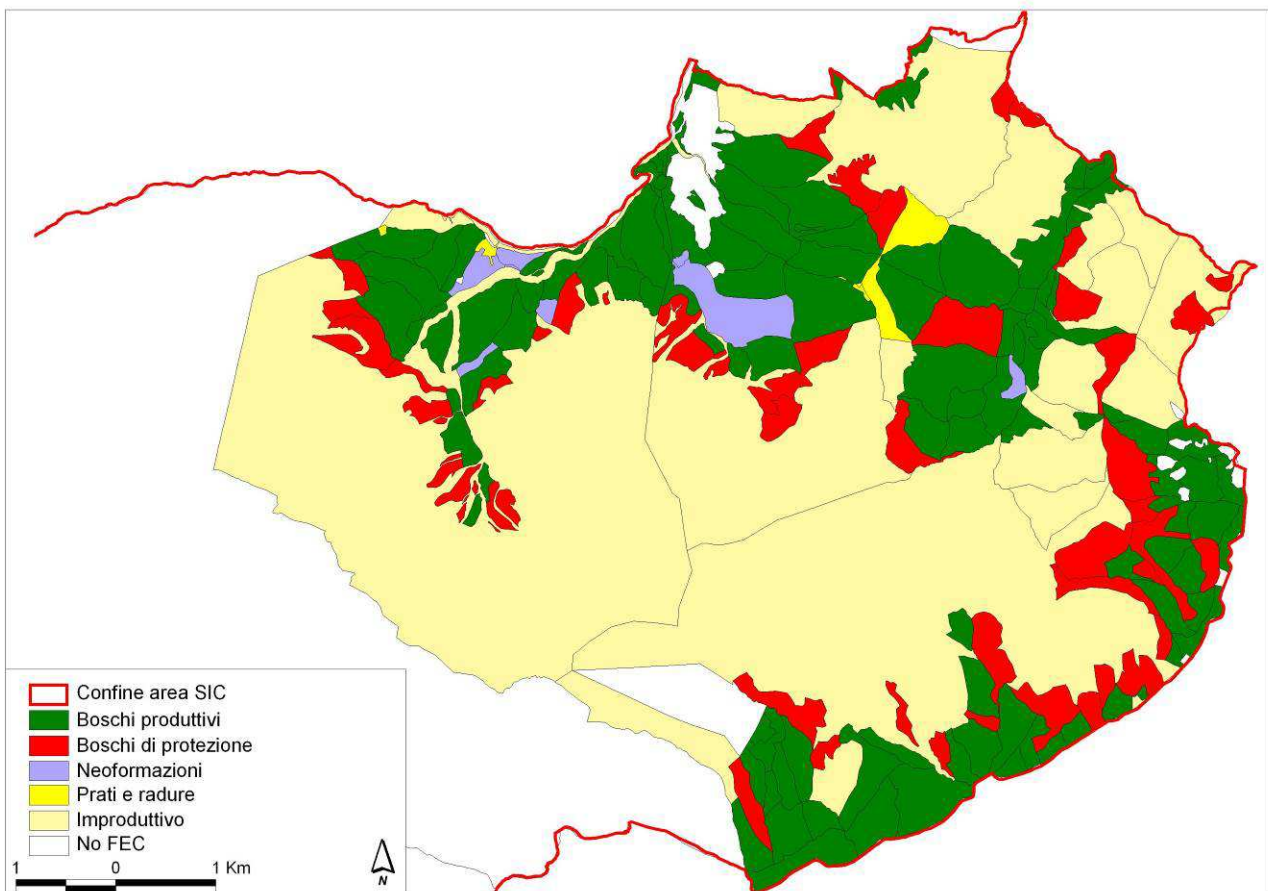 Confine area SIC
Boschi produttivi
Boschi di protezione
Neoformazioni
Prati e radure
Improduttivo
No FEC
1 0 1 Km
N